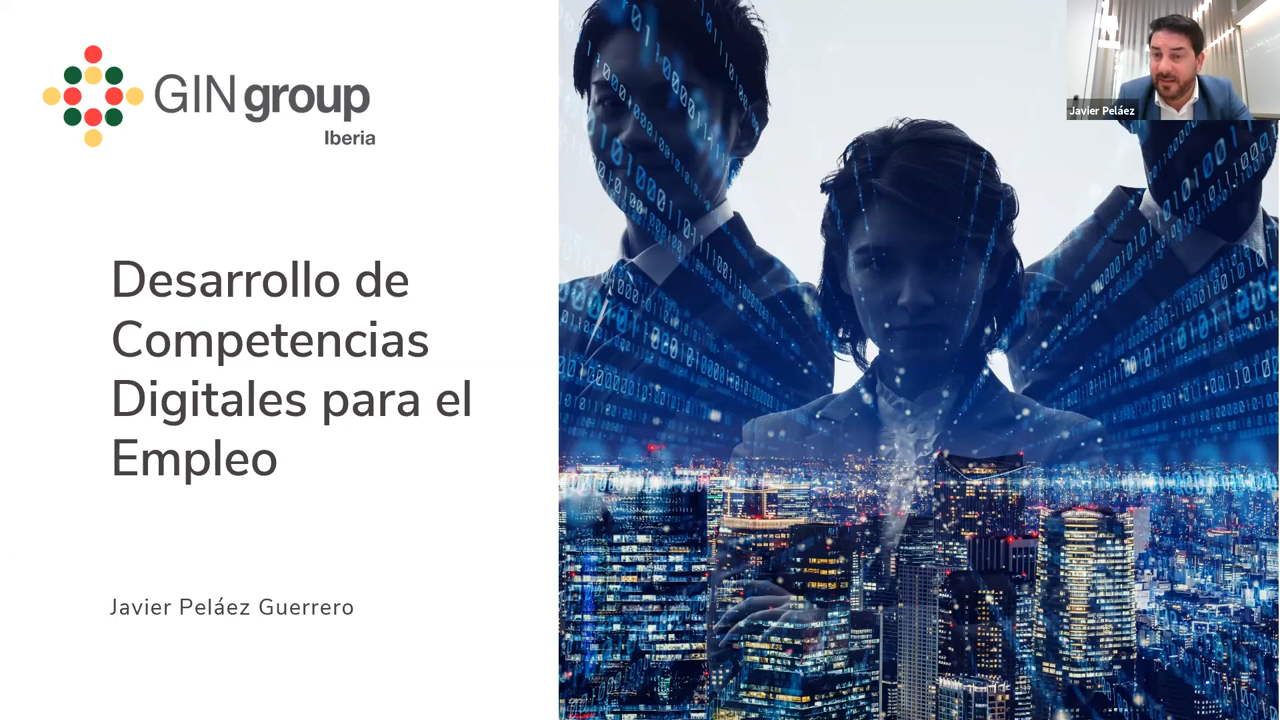 GIN group
Iberia
Desarrollo de
Competencias
Digitales para el
Empleo
Javier Peláez Guerrero
Javier Peláez